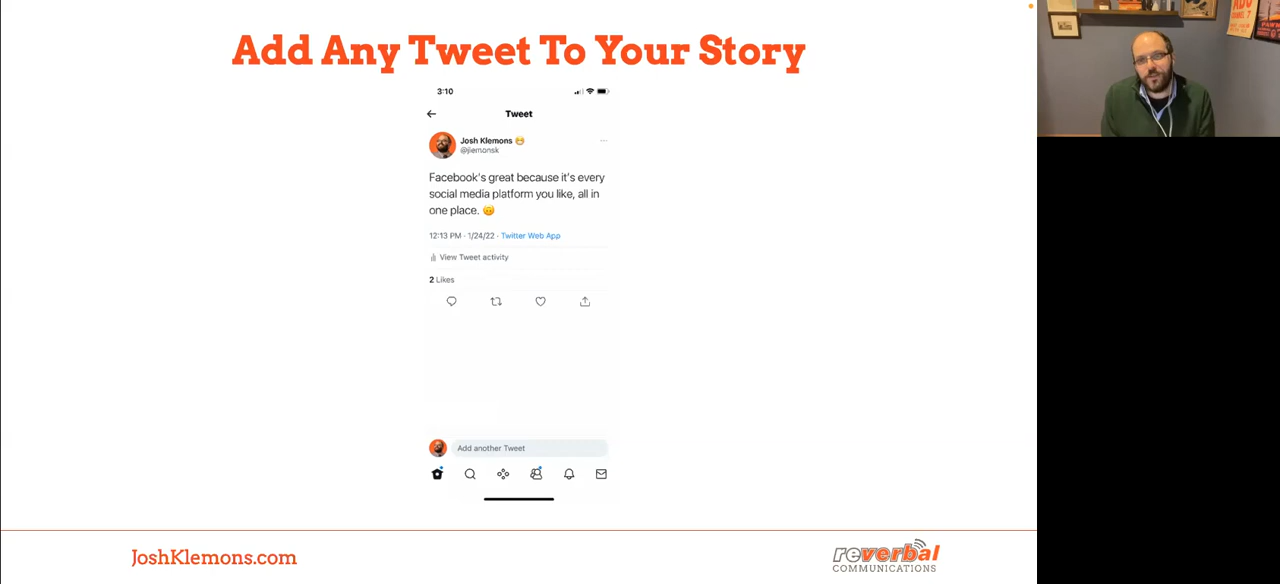 Add Any Tweet To Your Story
3:10
Tweet
Josh Klemons 😁
@jlemonsk
Facebook's great because it's every
social media platform you like, all in
one place. 🙃
12:13 PM · 1/24/22 · Twitter Web App
View Tweet activity
2 Likes
Add another Tweet
JoshKlemons.com
reverbal
COMMUNICATIONS